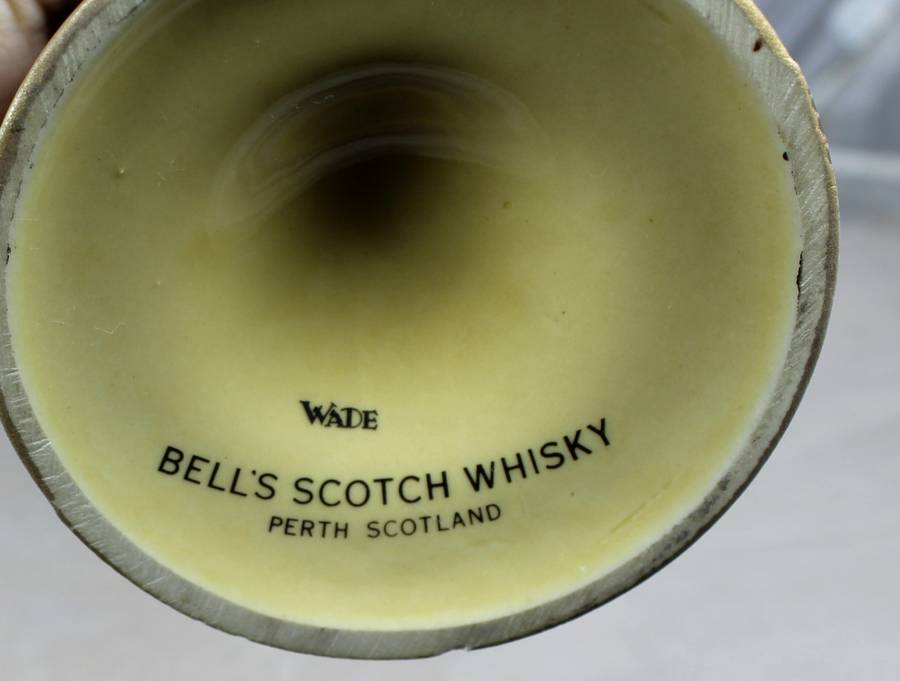 WADE
BELL'S SCOTCH WHISKY
PERTH SCOTLAND